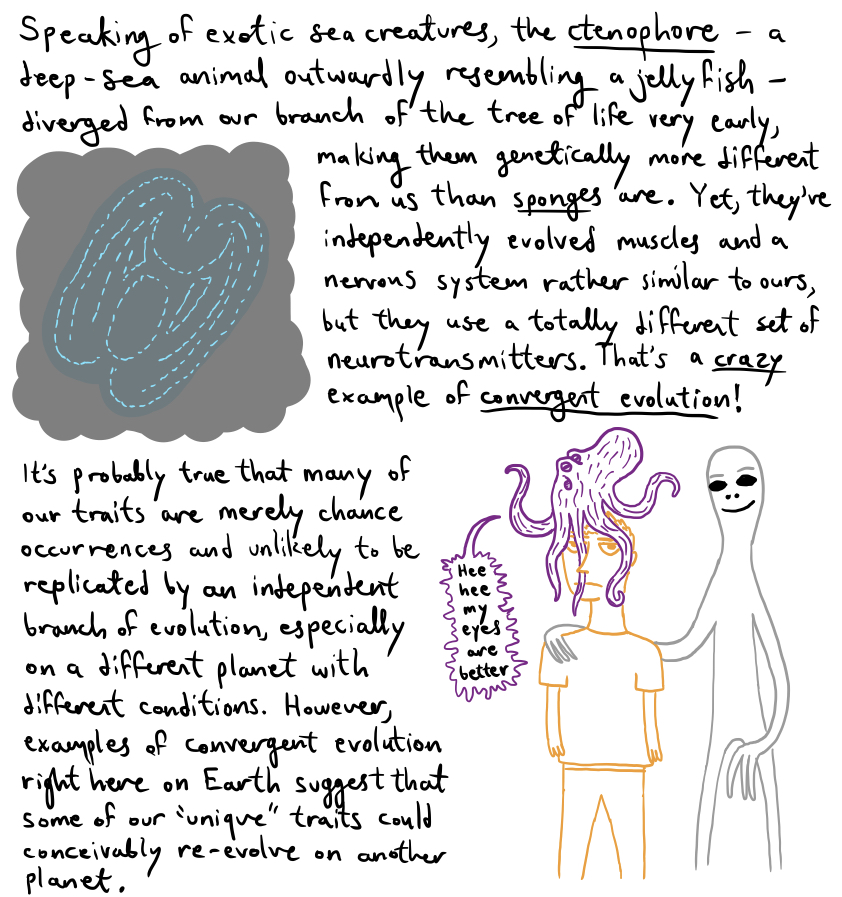 Speaking of exotic sea creatures, the ctenophore – a
deep-sea animal outwardly resembling a jellyfish –
diverged from our branch of the tree of life very early,
making them genetically more different
from us than sponges are. Yet, they've
independently evolved muscles and a
nervous system rather similar to ours,
but they use a totally different set of
neurotransmitters. That's a crazy
example of convergent evolution!
It's probably true that many of
our traits are merely chance
occurrences and unlikely to be
replicated by an independent
branch of evolution, especially
on a different planet with
different conditions. However,
examples of convergent evolution
right here on Earth suggest that
some of our "unique" traits could
conceivably re-evolve on another
planet.
Hee
hee
my
eyes
are
better